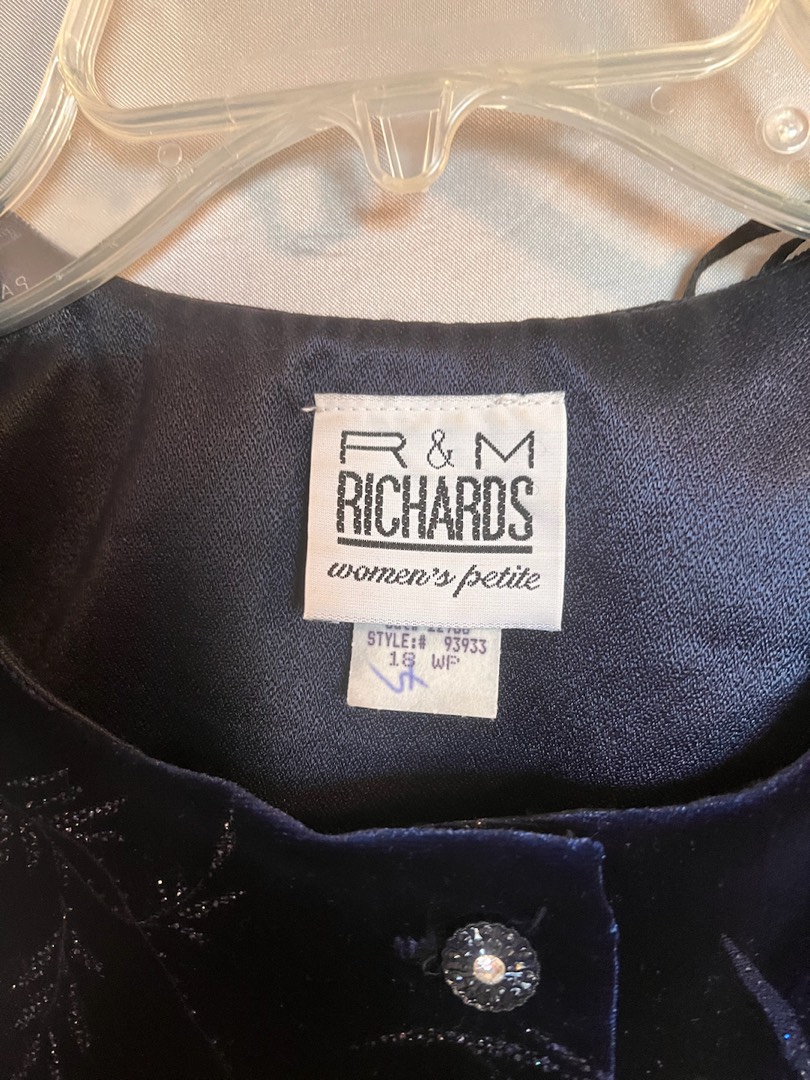 R & M
RICHARDS
women's petite
STYLE:# 93933
18 WP